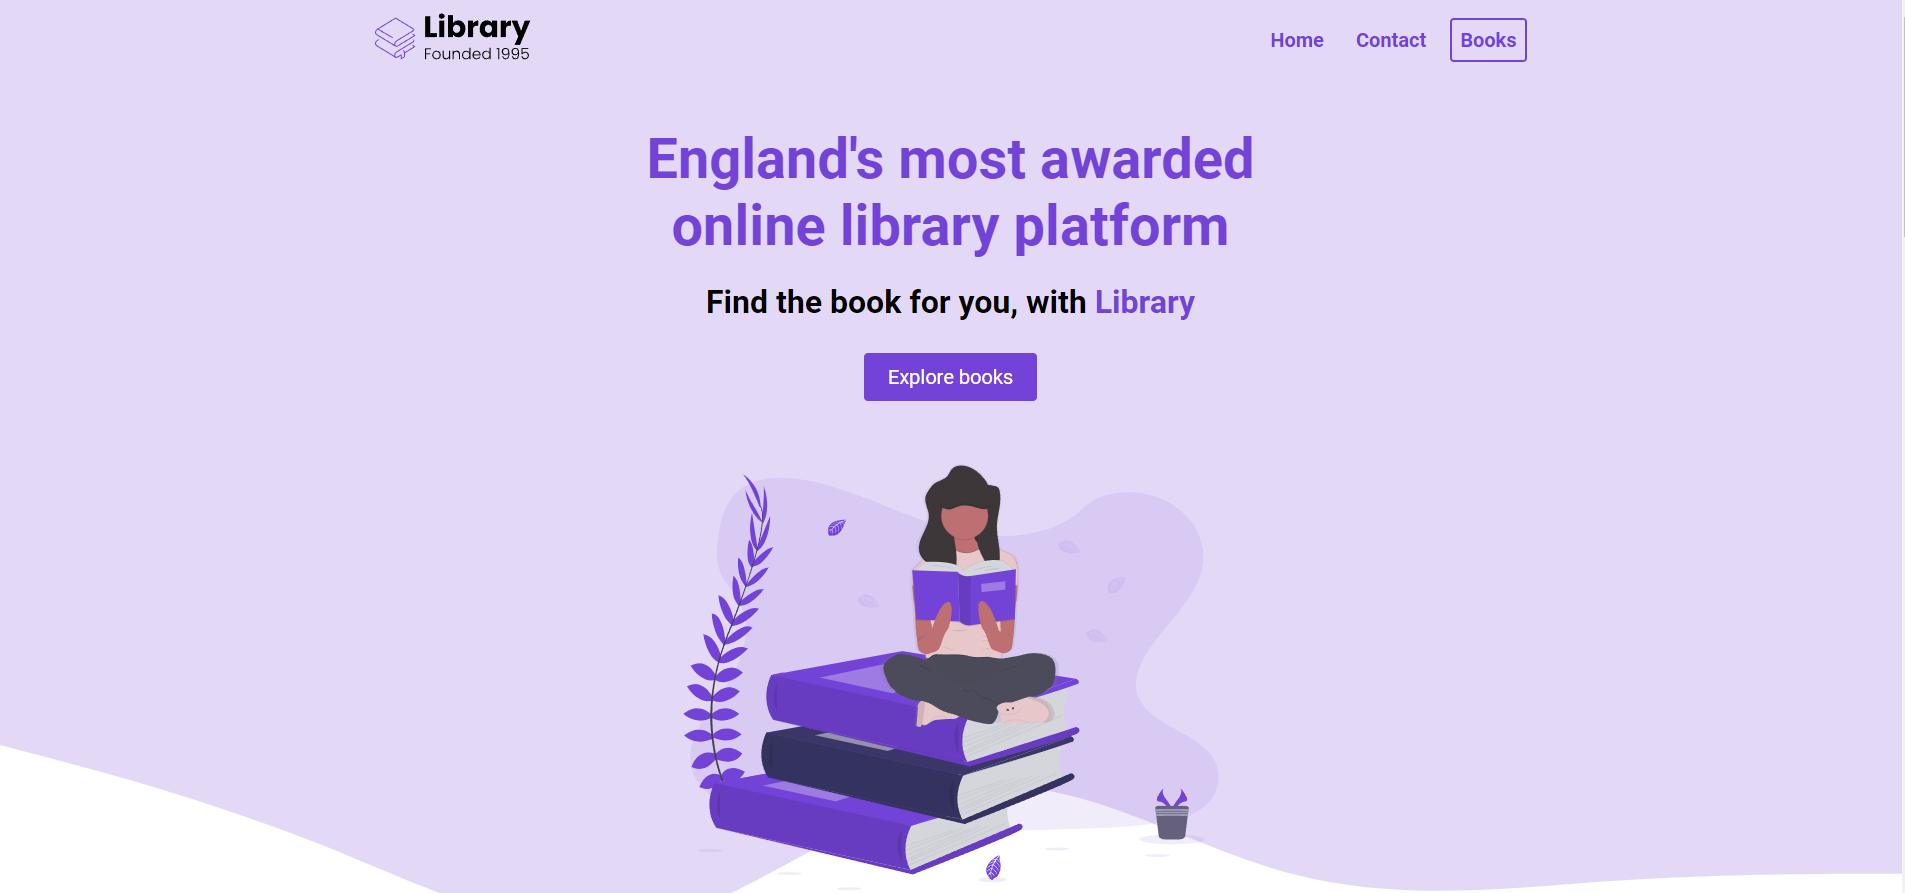 Library
Founded 1995
Home
Contact
Books
England's most awarded
online library platform
Find the book for you, with Library
Explore books